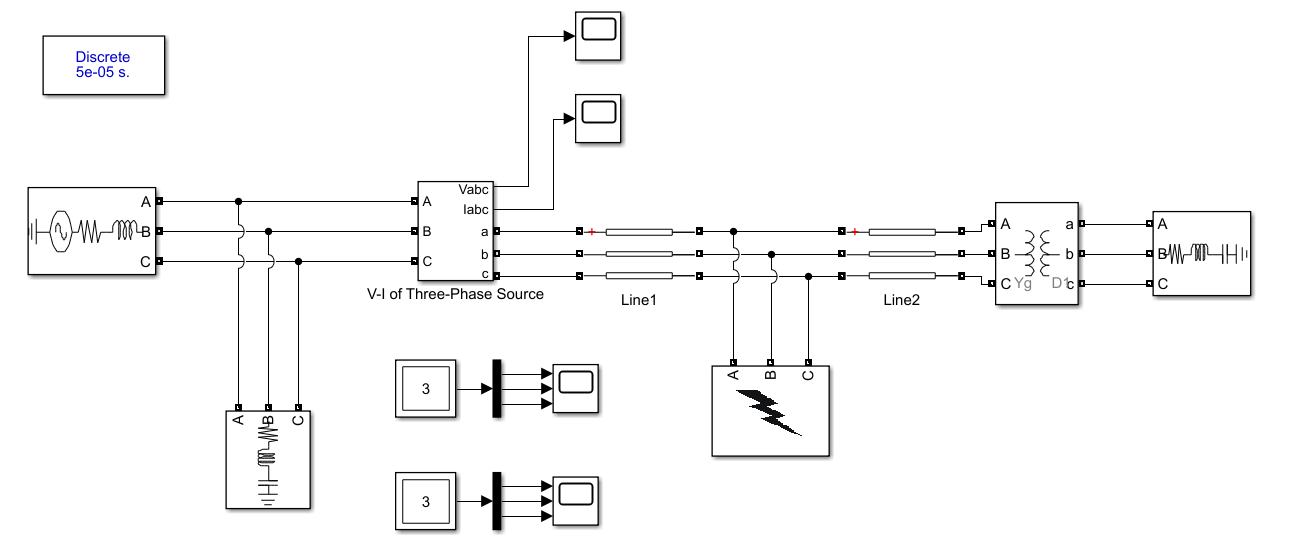 Discrete
5e-05 s.
A
B
C
A
B
C
Vabc
Iabc
a
b
c
V-I of Three-Phase Source
+
Line1
+
Line2
A
B
C
Yg
D1
a
b
c
A
B
C
A
B
C
A
B
C
3
3